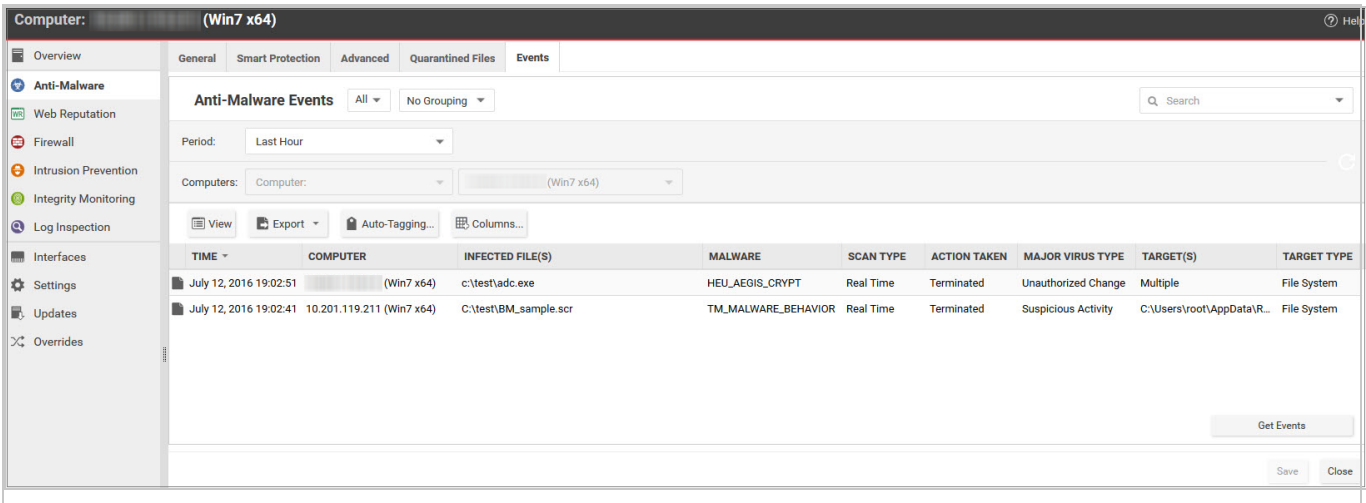 Computer: (Win7 x64) Help
Overview
Anti-Malware
WR Web Reputation
Firewall
Intrusion Prevention
Integrity Monitoring
Log Inspection
Interfaces
Settings
Updates
Overrides
General Smart Protection Advanced Quarantined Files Events
Anti-Malware Events All No Grouping Search
Period: Last Hour
Computers: Computer: (Win7 x64)
View Export Auto-Tagging... Columns...
TIME COMPUTER INFECTED FILE(S) MALWARE SCAN TYPE ACTION TAKEN MAJOR VIRUS TYPE TARGET(S) TARGET TYPE
July 12, 2016 19:02:51 (Win7 x64) c:\test\adc.exe HEU_AEGIS_CRYPT Real Time Terminated Unauthorized Change Multiple File System
July 12, 2016 19:02:41 10.201.119.211 (Win7 x64) C:\test\BM_sample.scr TM_MALWARE_BEHAVIOR Real Time Terminated Suspicious Activity C:\Users\root\AppData\R... File System
Get Events
Save Close